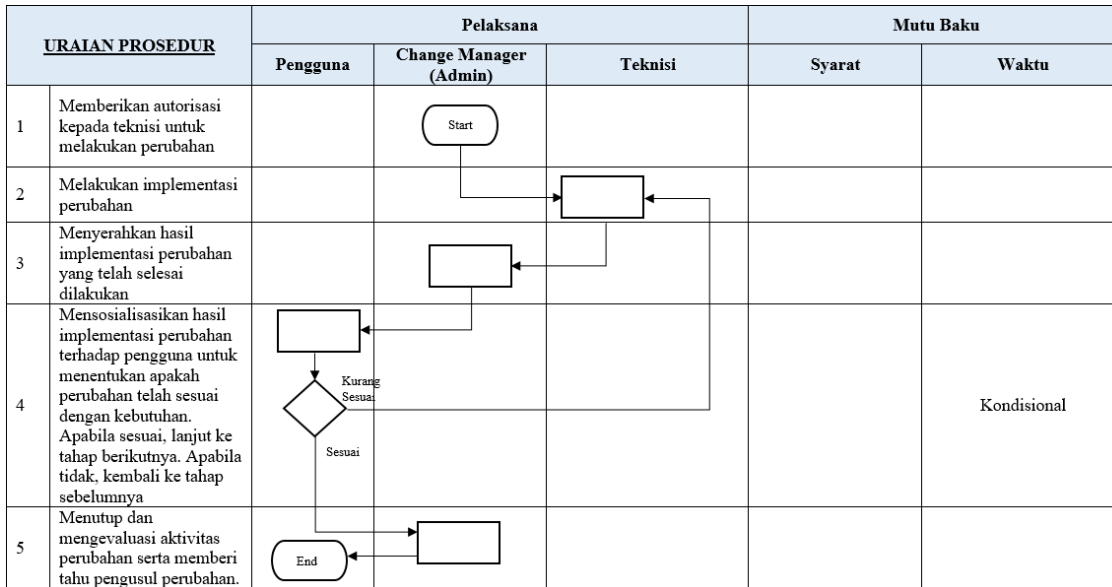 URAIAN PROSEDUR
Pelaksana
Mutu Baku
Pengguna
Change Manager
(Admin)
Teknisi
Syarat
Waktu
1
Memberikan autorisasi
kepada teknisi untuk
melakukan perubahan
Start
2
Melakukan implementasi
perubahan
3
Menyerahkan hasil
implementasi perubahan
yang telah selesai
dilakukan
4
Mensosialisasikan hasil
implementasi perubahan
terhadap pengguna untuk
menentukan apakah
perubahan telah sesuai
dengan kebutuhan.
Apabila sesuai, lanjut ke
tahap berikutnya. Apabila
tidak, kembali ke tahap
sebelumnya
Kurang
Sesuai
Sesuai
Kondisional
5
Menutup dan
mengevaluasi aktivitas
perubahan serta memberi
tahu pengusul perubahan.
End